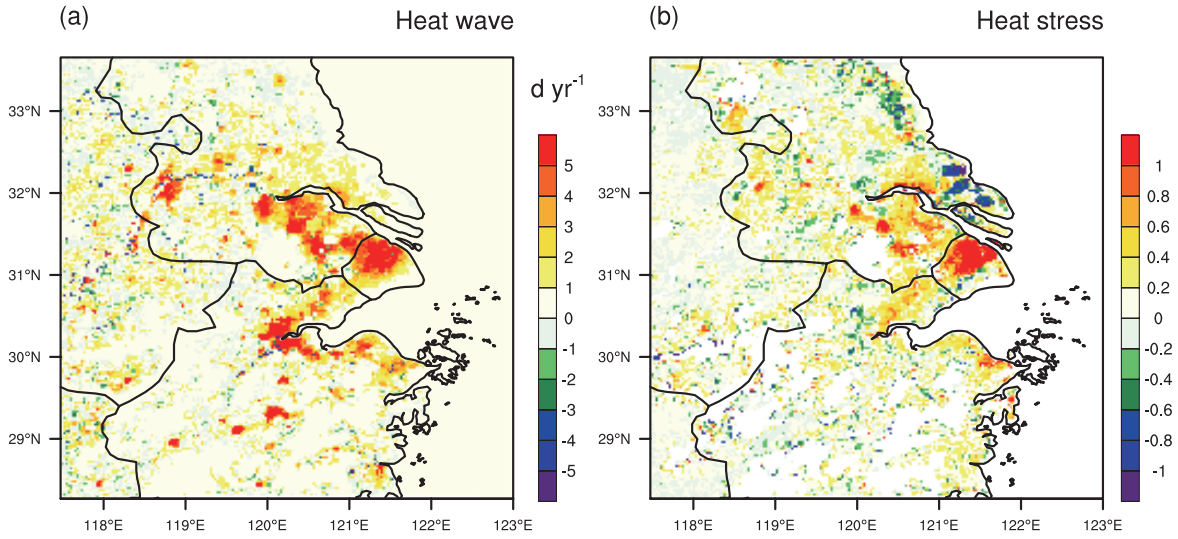 (a) Heat wave
33°N
32°N
31°N
30°N
29°N
118°E 119°E 120°E 121°E 122°E 123°E
d yr-1
5
4
3
2
1
0
-1
-2
-3
-4
-5
(b) Heat stress
33°N
32°N
31°N
30°N
29°N
118°E 119°E 120°E 121°E 122°E 123°E
1
0.8
0.6
0.4
0.2
0
-0.2
-0.4
-0.6
-0.8
-1